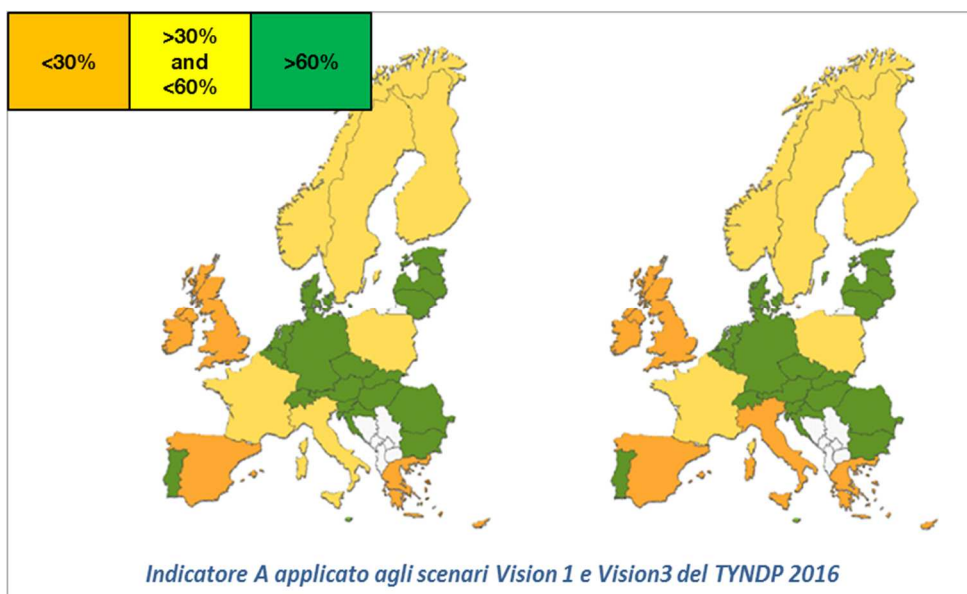 <30%
>30%
and
<60%
>60%
Indicatore A applicato agli scenari Vision 1 e Vision3 del TYNDP 2016